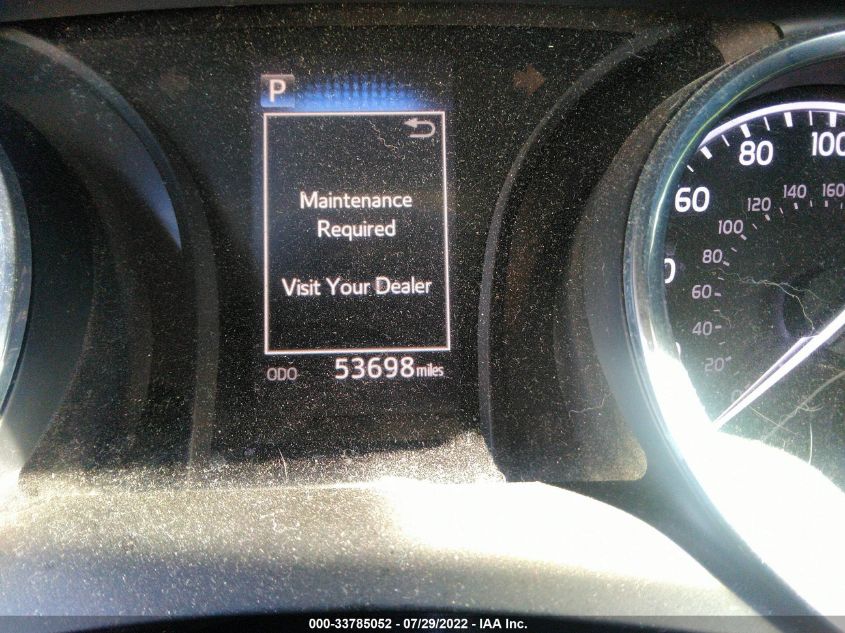 P
Maintenance
Required
Visit Your Dealer
ODO 53698 miles
60 80 100
20 40 60 80 100 120 140 160
000-33785052 - 07/29/2022 - IAA Inc.